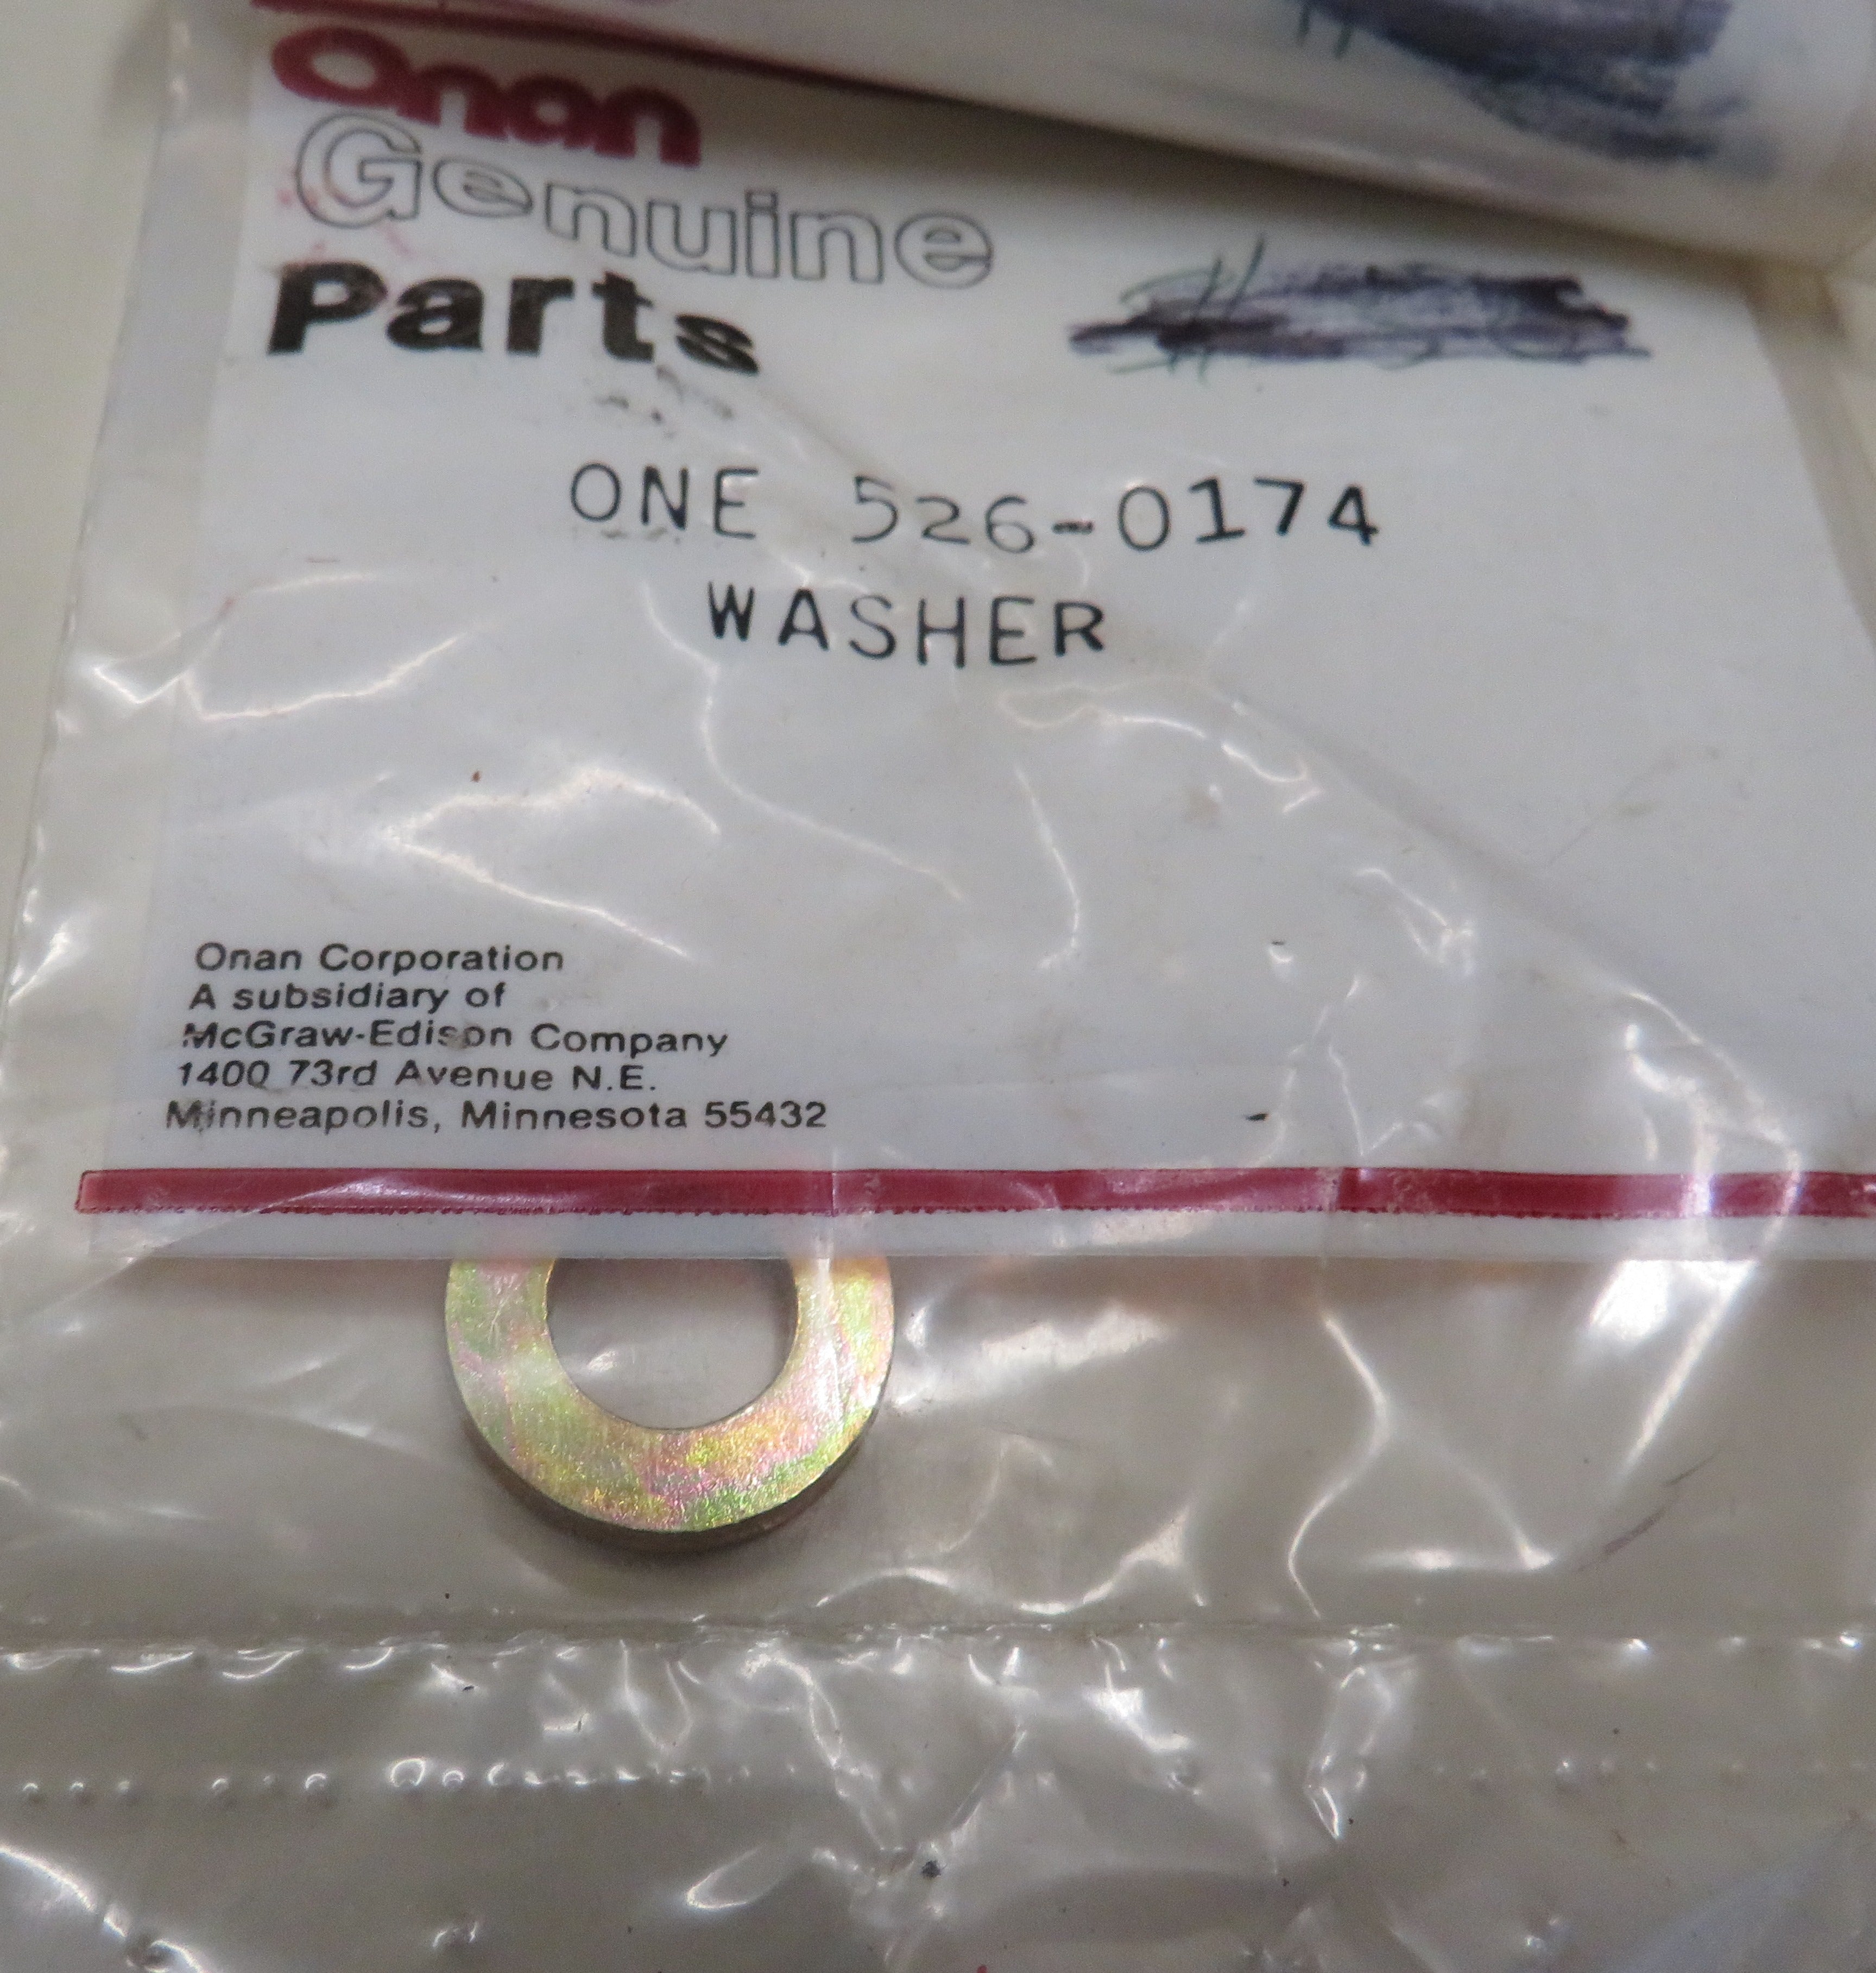 Onan
Genuine
Parts
ONE 526-0174
WASHER
Onan Corporation
A subsidiary of
McGraw-Edison Company
1400 73rd Avenue N.E.
Minneapolis, Minnesota 55432